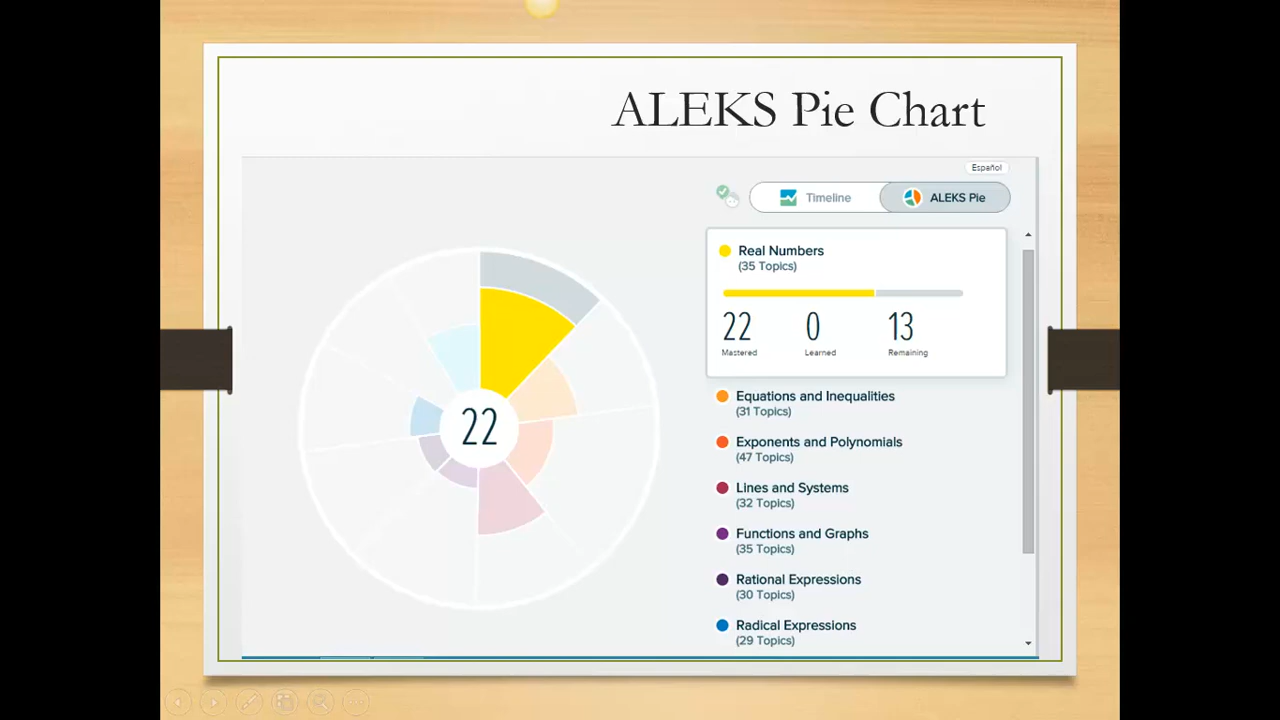 ALEKS Pie Chart
Español
Timeline
ALEKS Pie
Real Numbers
(35 Topics)
22 0 13
Mastered Learned Remaining
22
Equations and Inequalities
(31 Topics)
Exponents and Polynomials
(47 Topics)
Lines and Systems
(32 Topics)
Functions and Graphs
(35 Topics)
Rational Expressions
(30 Topics)
Radical Expressions
(29 Topics)